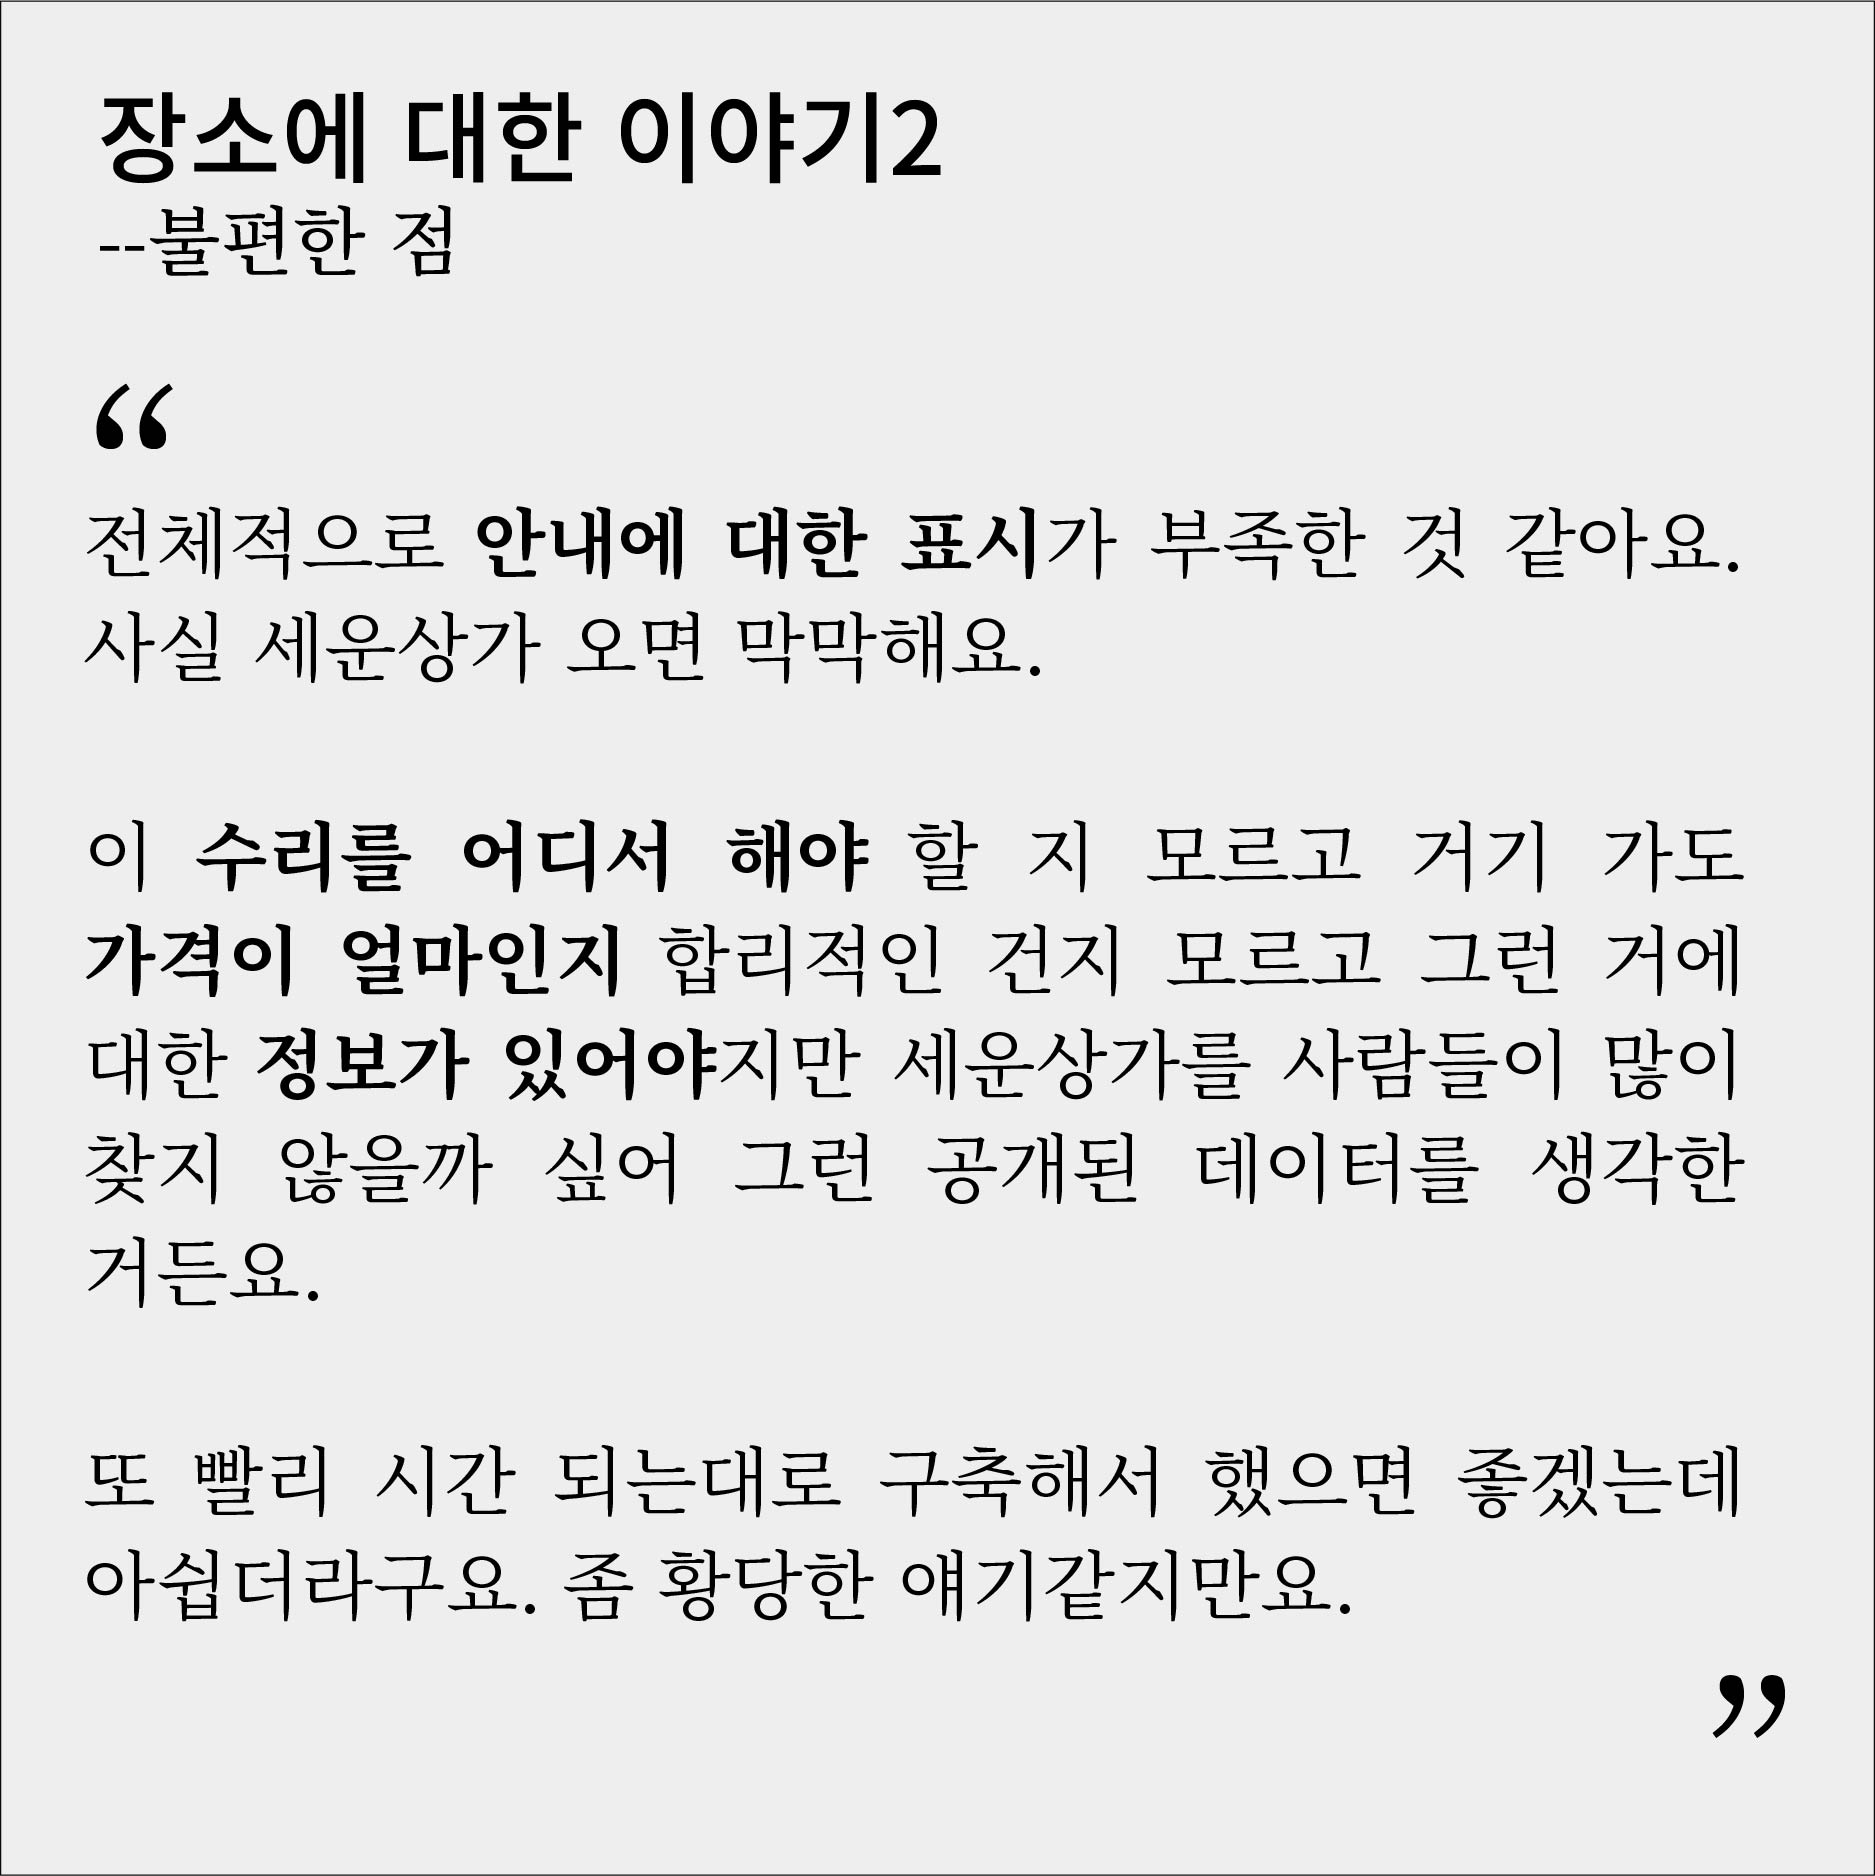 장소에 대한 이야기2
--불편한 점
“
전체적으로 안내에 대한 표시가 부족한 것 같아요.
사실 세운상가 오면 막막해요.
이 수리를 어디서 해야 할 지 모르고 거기 가도
가격이 얼마인지 합리적인 건지 모르고 그런 거에
대한 정보가 있어야지만 세운상가를 사람들이 많이
찾지 않을까 싶어 그런 공개된 데이터를 생각한
거든요.
또 빨리 시간 되는대로 구축해서 했으면 좋겠는데
아쉽더라구요. 좀 황당한 얘기같지만요.
”